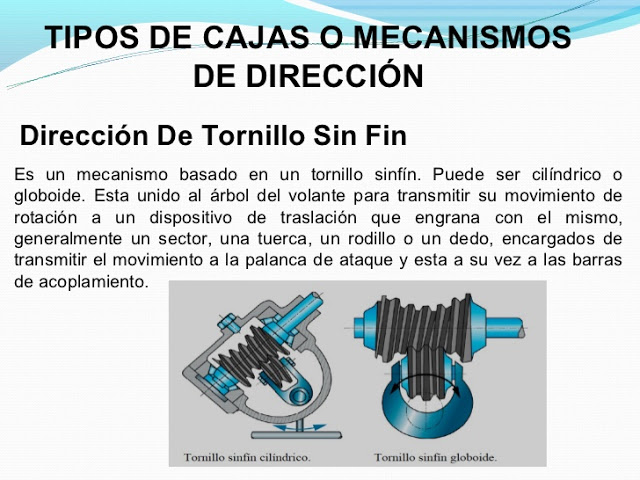 TIPOS DE CAJAS O MECANISMOS
DE DIRECCIÓN
Dirección De Tornillo Sin Fin
Es un mecanismo basado en un tornillo sinfín. Puede ser cilíndrico o
globoide. Esta unido al árbol del volante para transmitir su movimiento de
rotación a un dispositivo de traslación que engrana con el mismo,
generalmente un sector, una tuerca, un rodillo o un dedo, encargados de
transmitir el movimiento a la palanca de ataque y esta a su vez a las barras
de acoplamiento.
Tornillo sinfín cilíndrico.
Tornillo sinfín globoide.